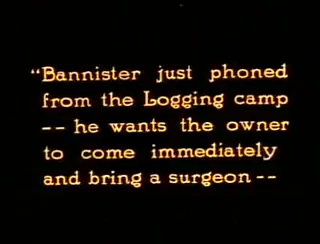 “Bannister just phoned
from the Logging camp
-- he wants the owner
to come immediately
and bring a surgeon --